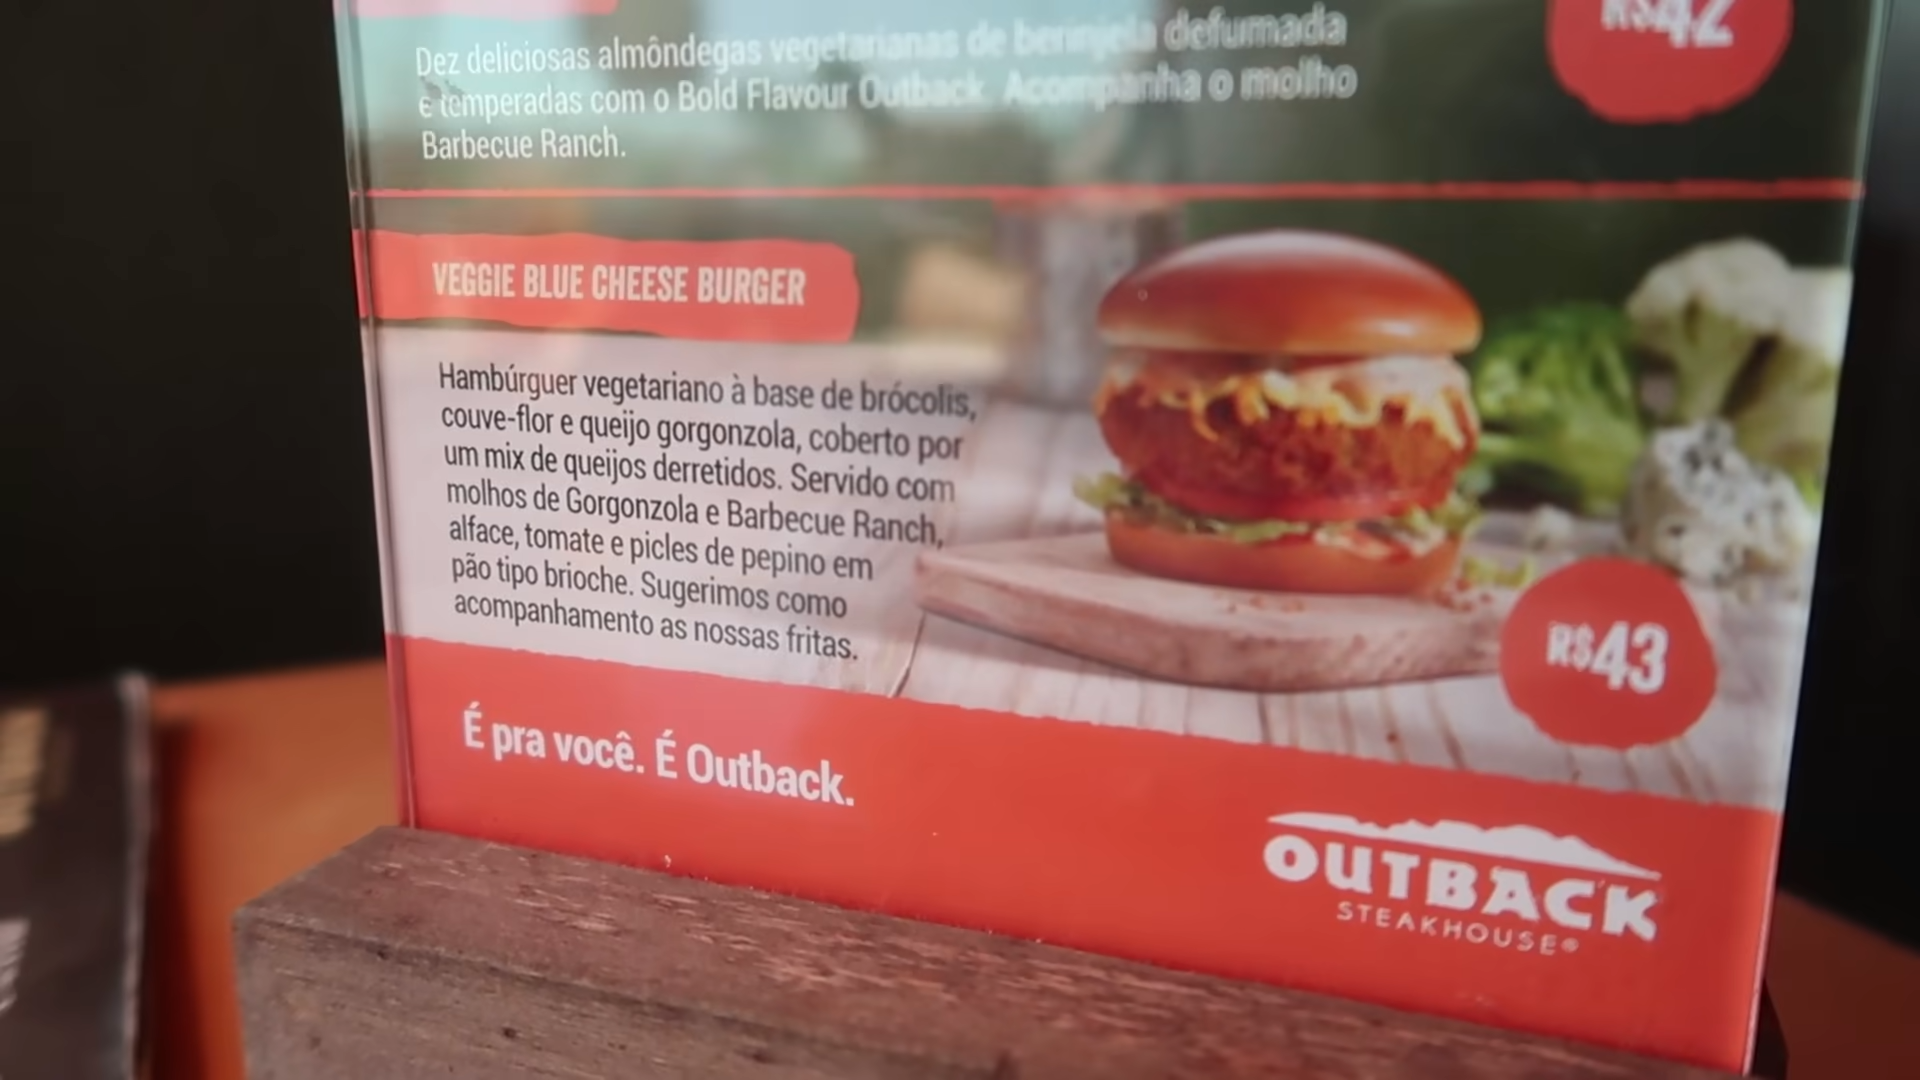 R$42
Dez deliciosas almôndegas vegetarianas de berinjela defumada
e temperadas com o Bold Flavour Outback. Acompanha o molho
Barbecue Ranch.
VEGGIE BLUE CHEESE BURGER
Hambúrguer vegetariano à base de brócolis,
couve-flor e queijo gorgonzola, coberto por
um mix de queijos derretidos. Servido com
molhos de Gorgonzola e Barbecue Ranch,
alface, tomate e picles de pepino em
pão tipo brioche. Sugerimos como
acompanhamento as nossas fritas.
R$43
É pra você. É Outback.
OUTBACK
STEAKHOUSE®